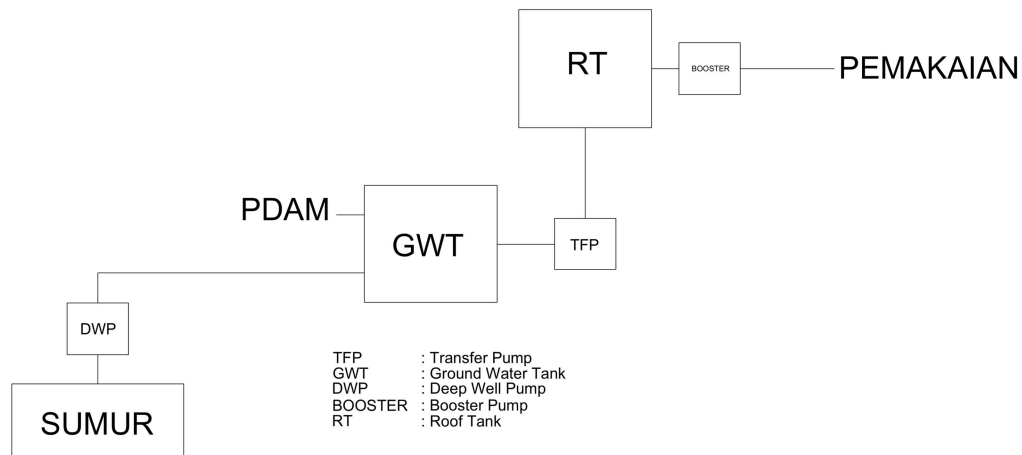 RT
BOOSTER
PEMAKAIAN
PDAM
GWT
TFP
DWP
SUMUR
TFP : Transfer Pump
GWT : Ground Water Tank
DWP : Deep Well Pump
BOOSTER : Booster Pump
RT : Roof Tank